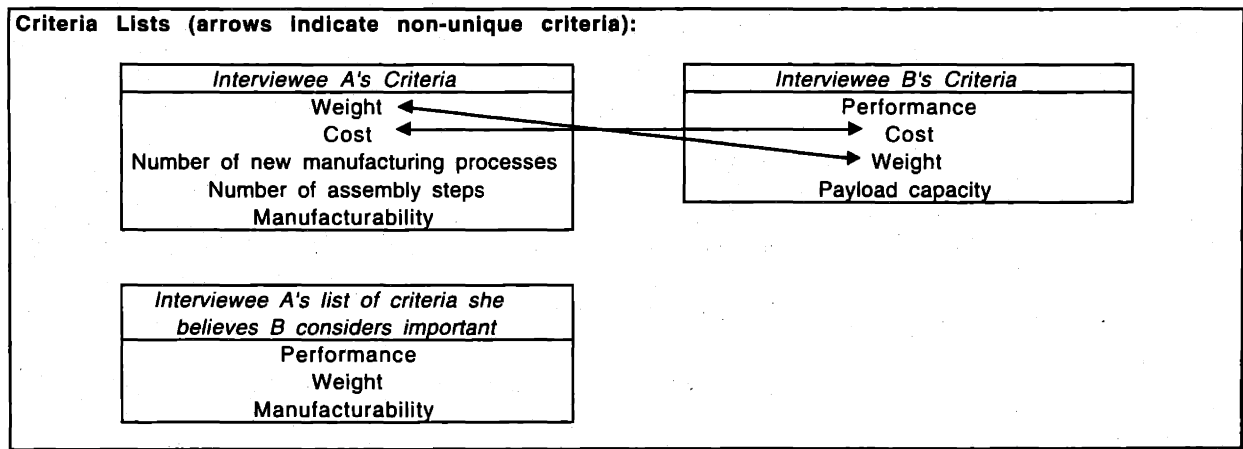 Criteria Lists (arrows indicate non-unique criteria):
Interviewee A's Criteria
Weight
Cost
Number of new manufacturing processes
Number of assembly steps
Manufacturability
Interviewee B's Criteria
Performance
Cost
Weight
Payload capacity
Interviewee A's list of criteria she
believes B considers important
Performance
Weight
Manufacturability